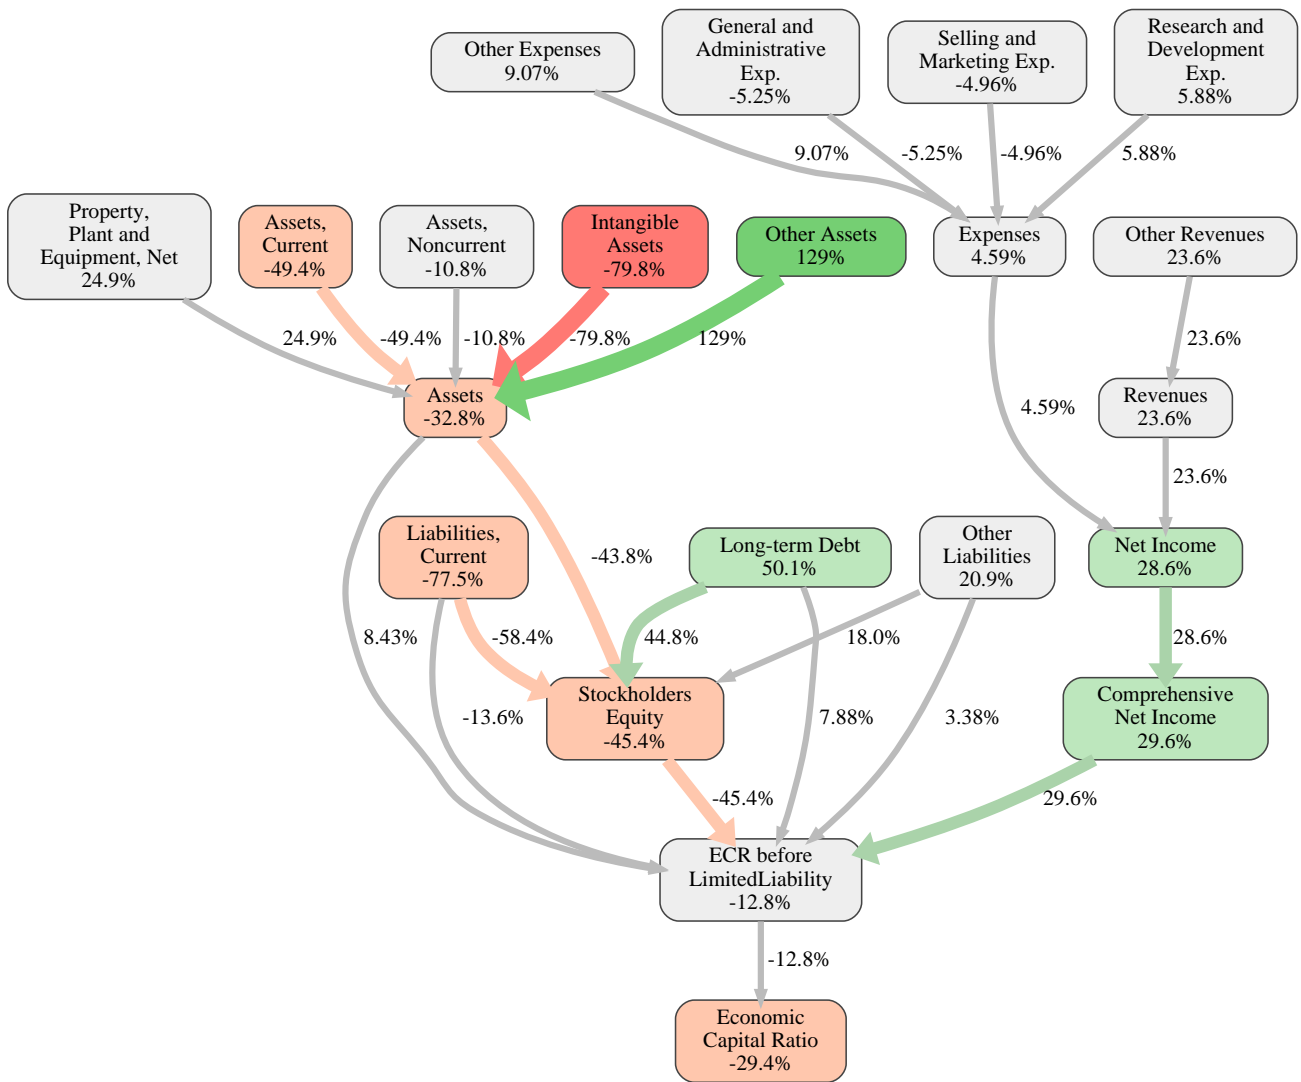 Other Expenses
9.07%
General and
Administrative
Exp.
-5.25%
Selling and
Marketing Exp.
-4.96%
Research and
Development
Exp.
5.88%
9.07%
-5.25%
-4.96%
5.88%
Property,
Plant and
Equipment, Net
24.9%
Assets,
Current
-49.4%
Assets,
Noncurrent
-10.8%
Intangible
Assets
-79.8%
Other Assets
129%
Expenses
4.59%
Other Revenues
23.6%
24.9%
-49.4%
-10.8%
-79.8%
129%
23.6%
Assets
-32.8%
4.59%
Revenues
23.6%
23.6%
Liabilities,
Current
-77.5%
-43.8%
Long-term Debt
50.1%
Other
Liabilities
20.9%
Net Income
28.6%
8.43%
-58.4%
44.8%
18.0%
28.6%
Stockholders
Equity
-45.4%
Comprehensive
Net Income
29.6%
-13.6%
7.88%
3.38%
-45.4%
29.6%
ECR before
LimitedLiability
-12.8%
-12.8%
Economic
Capital Ratio
-29.4%